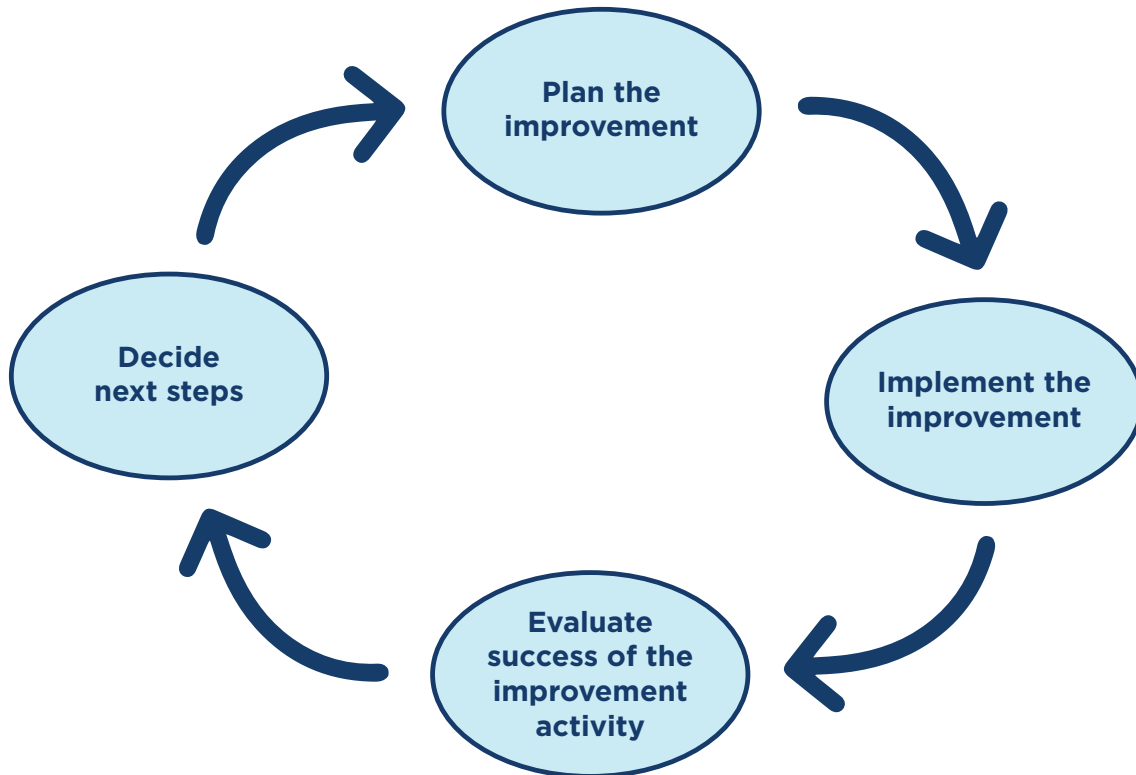 Plan the
improvement
Implement the
improvement
Evaluate
success of the
improvement
activity
Decide
next steps